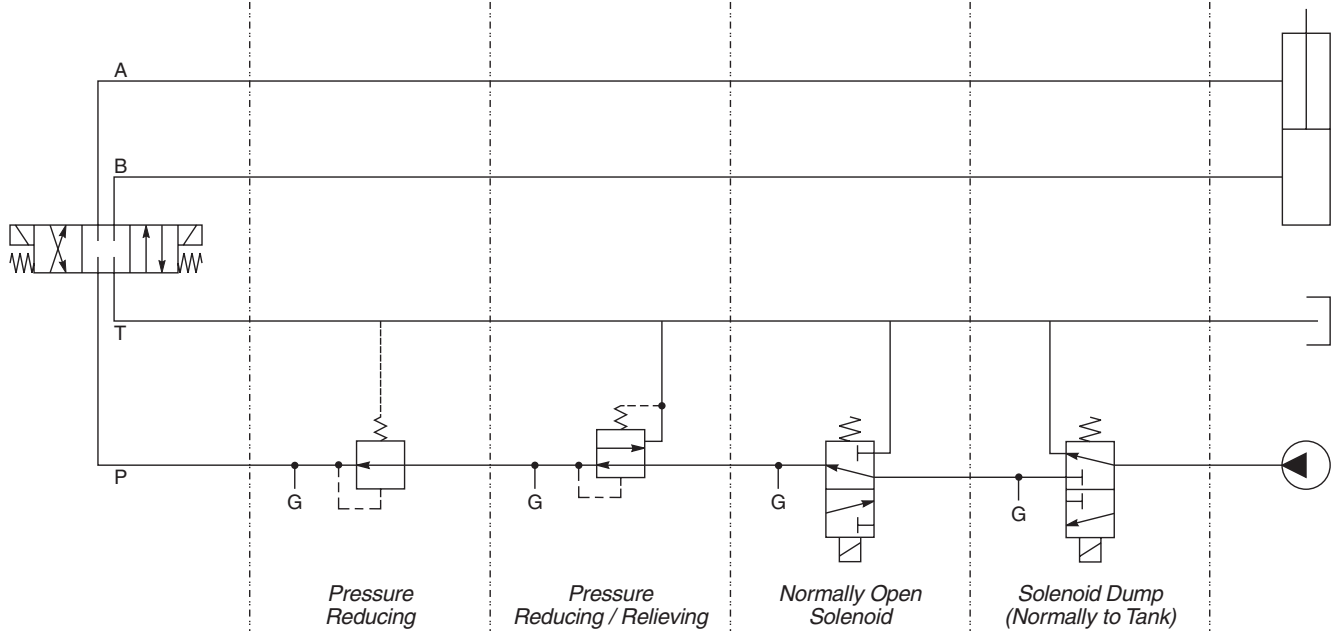 A
B
T
P
G
G
G
G
Pressure
Reducing
Pressure
Reducing / Relieving
Normally Open
Solenoid
Solenoid Dump
(Normally to Tank)